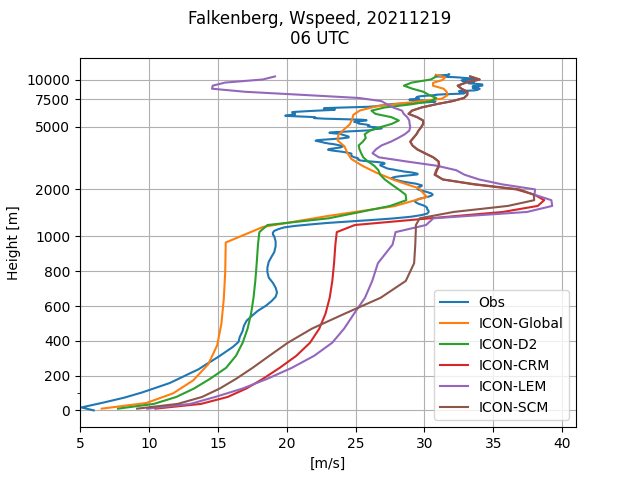 Falkenberg, Wspeed, 20211219
06 UTC
10000
7500
5000
2000
1000
800
600
400
200
0
Height [m]
Obs
ICON-Global
ICON-D2
ICON-CRM
ICON-LEM
ICON-SCM
5 10 15 20 25 30 35 40
[m/s]